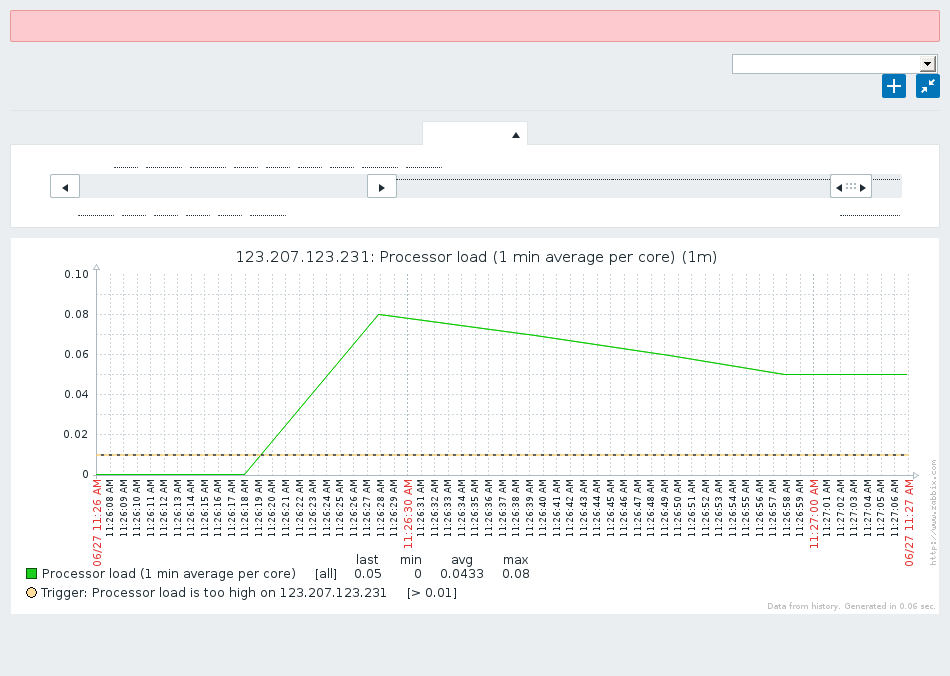 123.207.123.231: Processor load (1 min average per core) (1m)
0.10
0.08
0.06
0.04
0.02
0
06/27 11:26 AM
11:26:08 AM
11:26:09 AM
11:26:10 AM
11:26:11 AM
11:26:12 AM
11:26:13 AM
11:26:14 AM
11:26:15 AM
11:26:16 AM
11:26:17 AM
11:26:18 AM
11:26:19 AM
11:26:20 AM
11:26:21 AM
11:26:22 AM
11:26:23 AM
11:26:24 AM
11:26:25 AM
11:26:26 AM
11:26:27 AM
11:26:28 AM
11:26:29 AM
11:26:30 AM
11:26:31 AM
11:26:32 AM
11:26:33 AM
11:26:34 AM
11:26:35 AM
11:26:36 AM
11:26:37 AM
11:26:38 AM
11:26:39 AM
11:26:40 AM
11:26:41 AM
11:26:42 AM
11:26:43 AM
11:26:44 AM
11:26:45 AM
11:26:46 AM
11:26:47 AM
11:26:48 AM
11:26:49 AM
11:26:50 AM
11:26:51 AM
11:26:52 AM
11:26:53 AM
11:26:54 AM
11:26:55 AM
11:26:56 AM
11:26:57 AM
11:26:58 AM
11:26:59 AM
11:27:00 AM
11:27:01 AM
11:27:02 AM
11:27:03 AM
11:27:04 AM
11:27:05 AM
11:27:06 AM
06/27 11:27 AM
http://www.zabbix.com
last min avg max
Processor load (1 min average per core) [all] 0.05 0 0.0433 0.08
Trigger: Processor load is too high on 123.207.123.231 [> 0.01]
Data from history. Generated in 0.06 sec.